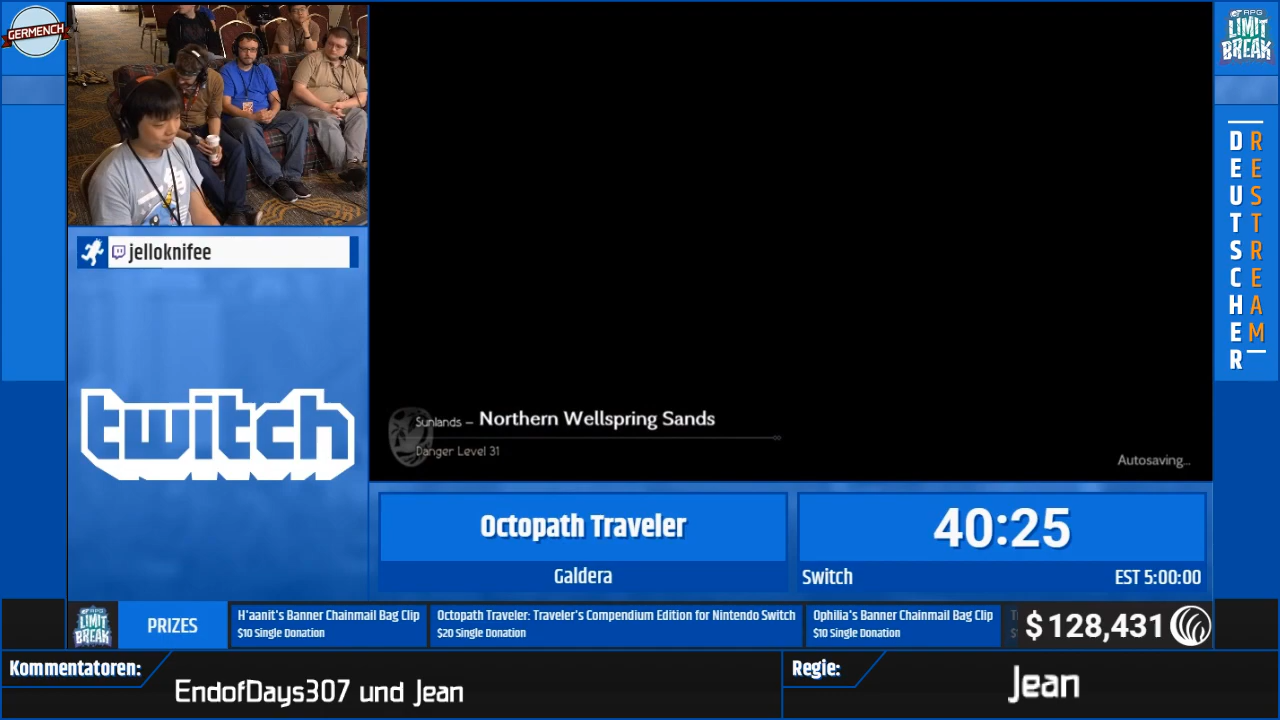 GERMENCH
RPG
LIMIT
BREAK
DEUTSCHER
RESTREAM
jelloknifee
twitch
Sunlands – Northern Wellspring Sands
Danger Level 31
Autosaving...
Octopath Traveler
Galdera
40:25
Switch
EST 5:00:00
RPG
LIMIT
BREAK
PRIZES
H'aanit's Banner Chainmail Bag Clip
$10 Single Donation
Octopath Traveler: Traveler's Compendium Edition for Nintendo Switch
$20 Single Donation
Ophilia's Banner Chainmail Bag Clip
$10 Single Donation
$128,431
Kommentatoren:
EndofDays307 und Jean
Regie:
Jean